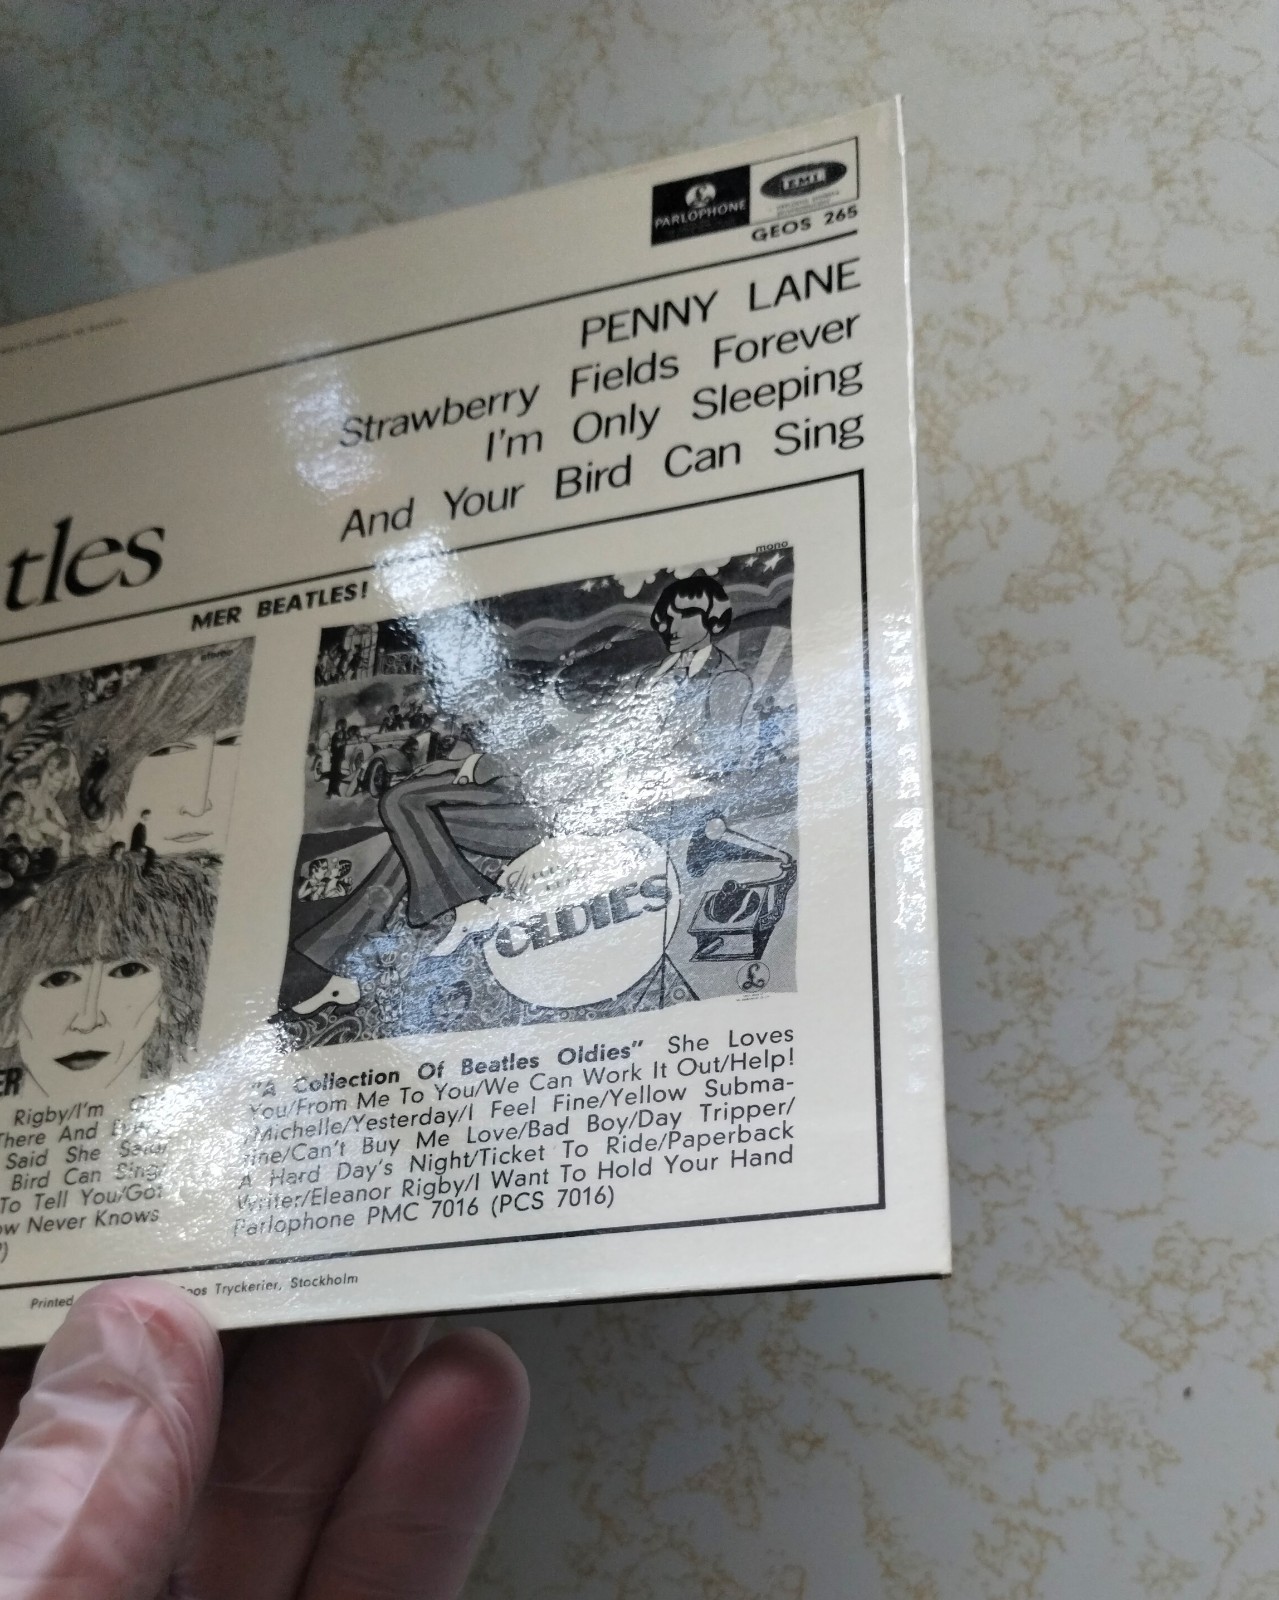 PARLOPHONE
EMI
GEOS 265
PENNY LANE
Strawberry Fields Forever
I'm Only Sleeping
And Your Bird Can Sing
tles
MER BEATLES!
mono
OLDIES
ER
Rigby/I'm
There And
Said She Said/
Bird Can Sing/
To Tell You/Got
ow Never Knows
"A Collection Of Beatles Oldies" She Loves
You/From Me To You/We Can Work It Out/Help!
/Michelle/Yesterday/I Feel Fine/Yellow Subma-
rine/Can't Buy Me Love/Bad Boy/Day Tripper/
A Hard Day's Night/Ticket To Ride/Paperback
Writer/Eleanor Rigby/I Want To Hold Your Hand
Parlophone PMC 7016 (PCS 7016)
Printed Tryckerier, Stockholm